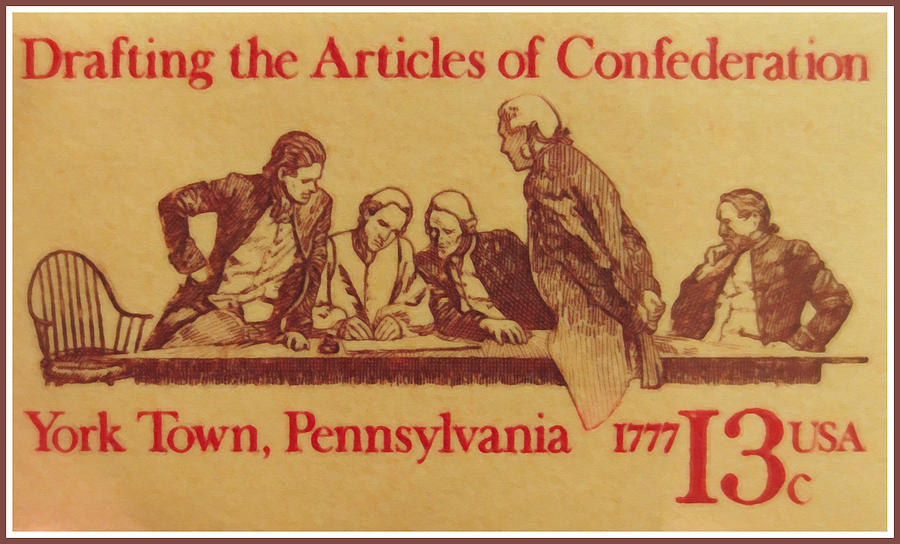 Drafting the Articles of Confederation
York Town, Pennsylvania 1777 13c USA